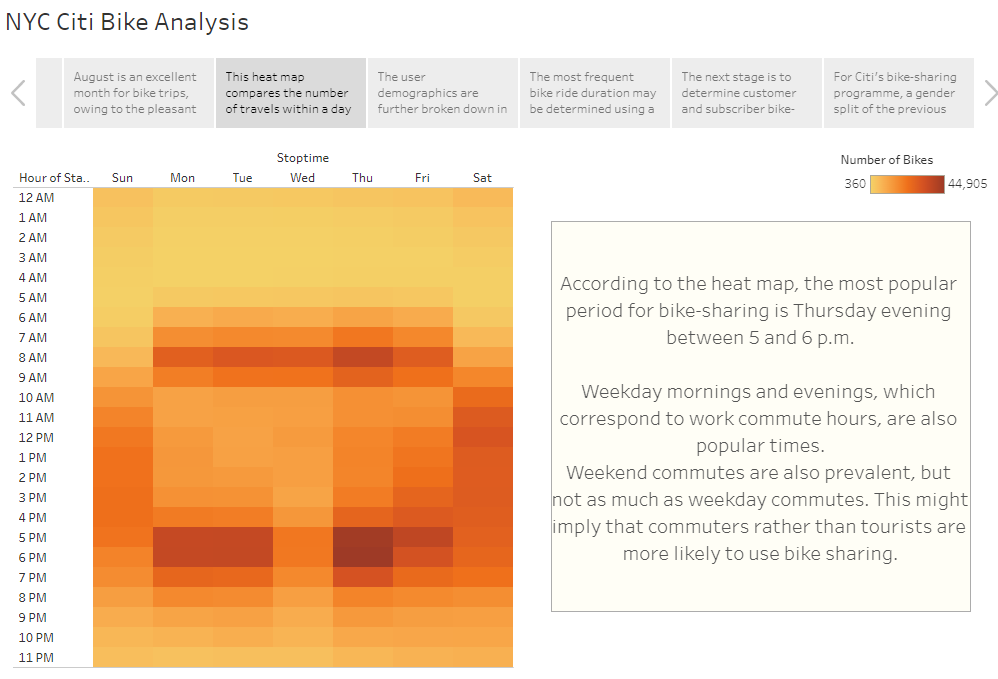 NYC Citi Bike Analysis
August is an excellent
month for bike trips,
owing to the pleasant
This heat map
compares the number
of travels within a day
The user
demographics are
further broken down in
The most frequent
bike ride duration may
be determined using a
The next stage is to
determine customer
and subscriber bike-
For Citi's bike-sharing
programme, a gender
split of the previous
Stoptime
Hour of Sta.. Sun Mon Tue Wed Thu Fri Sat
12 AM
1 AM
2 AM
3 AM
4 AM
5 AM
6 AM
7 AM
8 AM
9 AM
10 AM
11 AM
12 PM
1 PM
2 PM
3 PM
4 PM
5 PM
6 PM
7 PM
8 PM
9 PM
10 PM
11 PM
Number of Bikes
360 44,905
According to the heat map, the most popular
period for bike-sharing is Thursday evening
between 5 and 6 p.m.
Weekday mornings and evenings, which
correspond to work commute hours, are also
popular times.
Weekend commutes are also prevalent, but
not as much as weekday commutes. This might
imply that commuters rather than tourists are
more likely to use bike sharing.